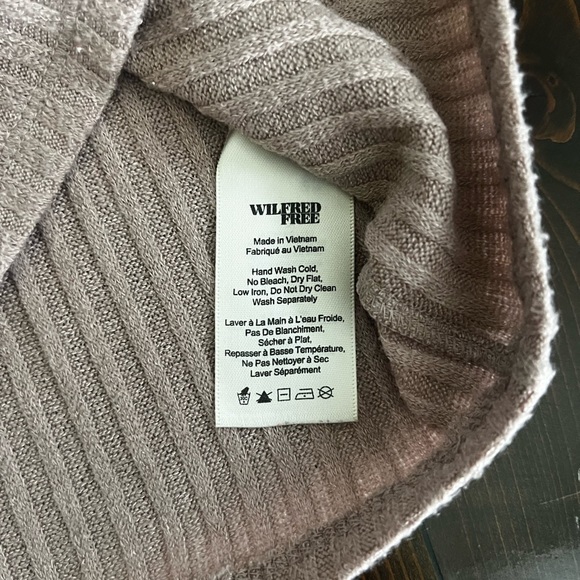 WILFRED
FREE
Made in Vietnam
Fabriqué au Vietnam
Hand Wash Cold,
No Bleach, Dry Flat,
Low Iron, Do Not Dry Clean
Wash Separately
Laver à La Main à L'eau Froide,
Pas De Blanchiment,
Sécher à Plat,
Repasser à Basse Température,
Ne Pas Nettoyer à Sec
Laver Séparément